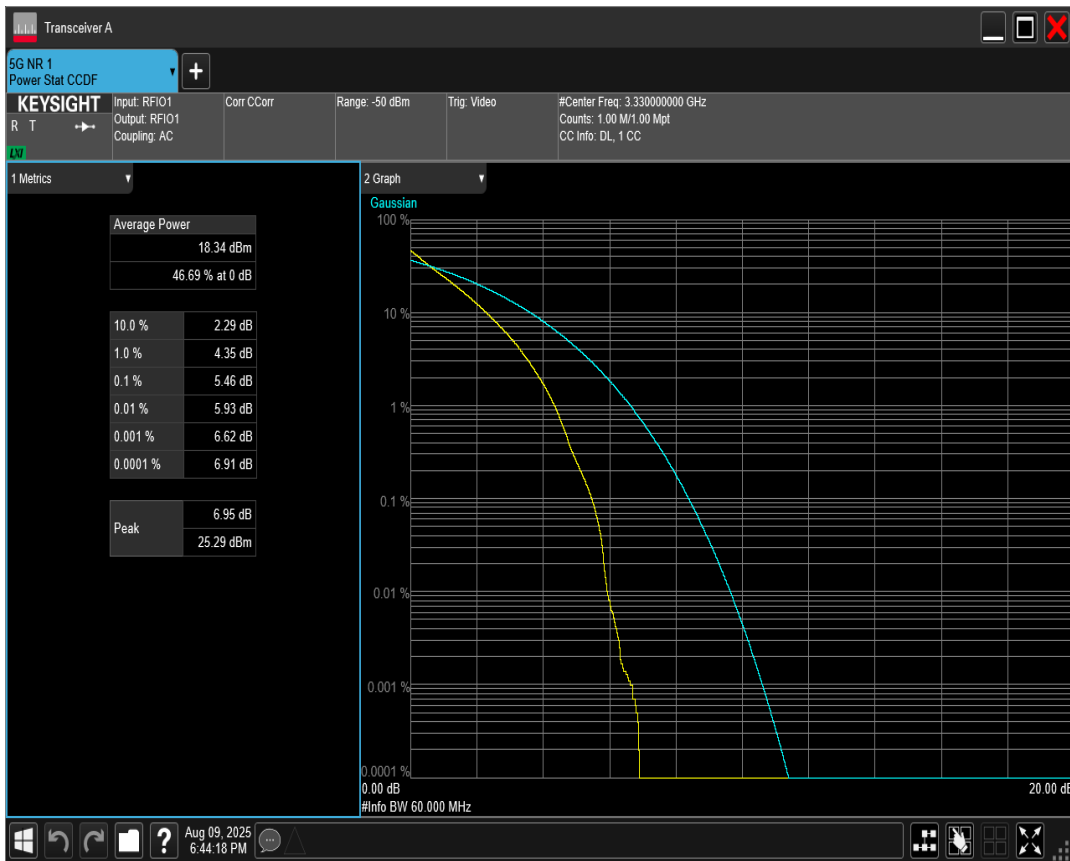 Transceiver A
5G NR 1
Power Stat CCDF
KEYSIGHT
R T
LXI
Input: RFIO1
Output: RFIO1
Coupling: AC
Corr CCorr
Range: -50 dBm
Trig: Video
#Center Freq: 3.330000000 GHz
Counts: 1.00 M/1.00 Mpt
CC Info: DL, 1 CC
1 Metrics
Average Power
18.34 dBm
46.69 % at 0 dB
10.0 % 2.29 dB
1.0 % 4.35 dB
0.1 % 5.46 dB
0.01 % 5.93 dB
0.001 % 6.62 dB
0.0001 % 6.91 dB
Peak 6.95 dB
25.29 dBm
2 Graph
Gaussian
100 %
10 %
1 %
0.1 %
0.01 %
0.001 %
0.0001 %
0.00 dB 20.00 dB
#Info BW 60.000 MHz
Aug 09, 2025
6:44:18 PM